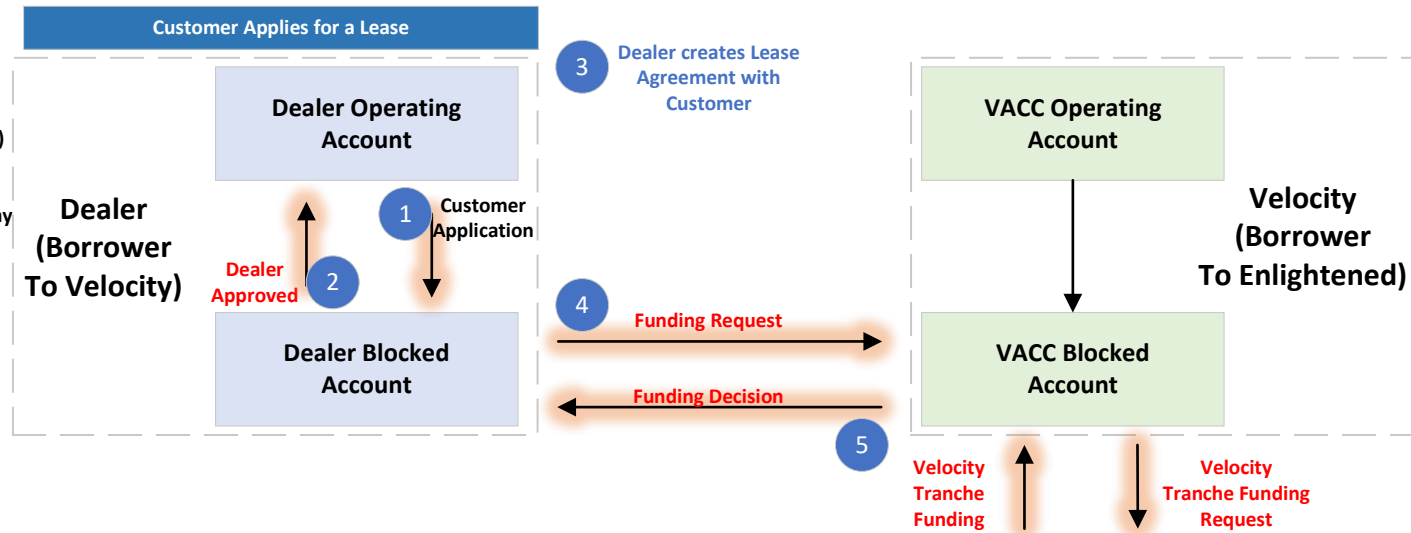 Customer Applies for a Lease
3
Dealer creates Lease
Agreement with
Customer
Dealer Operating
Account
VACC Operating
Account
)
ay
Dealer
(Borrower
To Velocity)
1
Customer
Application
Dealer
Approved
2
Velocity
(Borrower
To Enlightened)
4
Funding Request
Dealer Blocked
Account
VACC Blocked
Account
Funding Decision
5
Velocity
Tranche
Funding
Velocity
Tranche Funding
Request